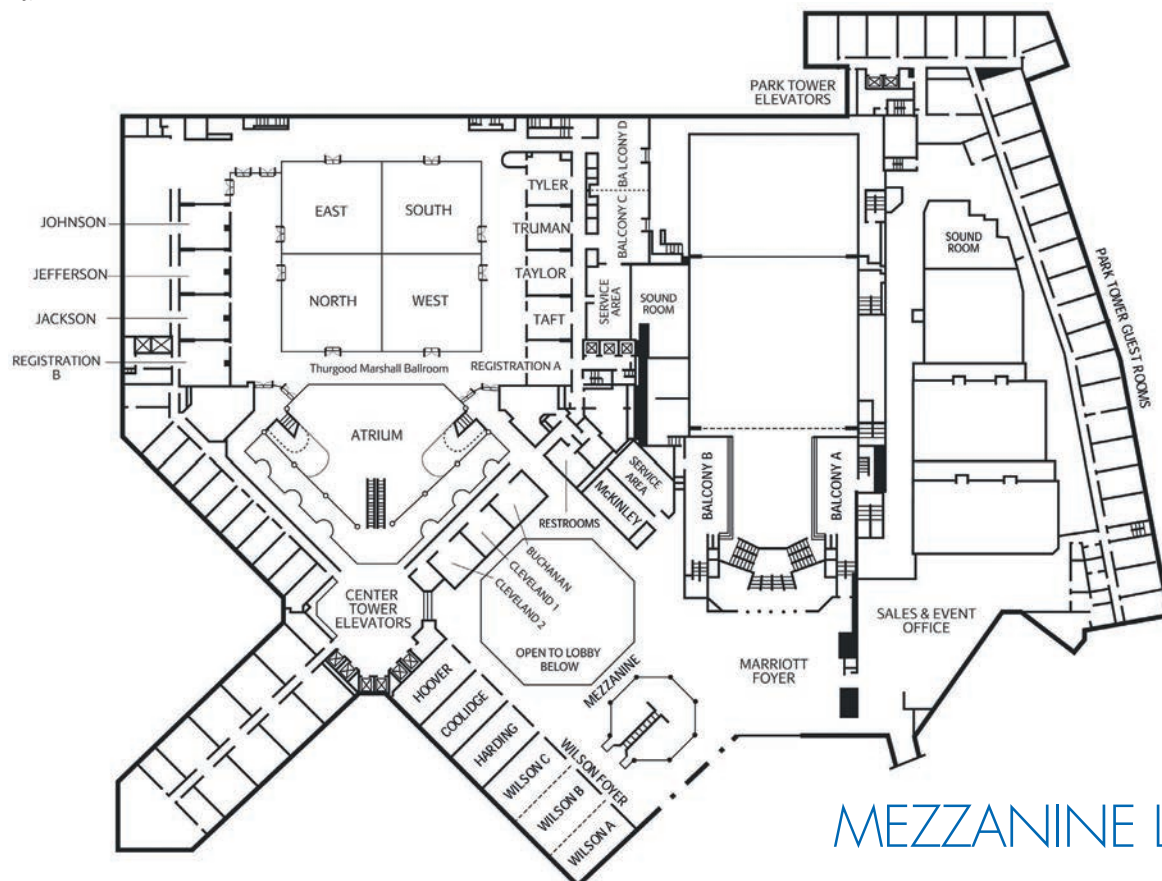 PARK TOWER
ELEVATORS
BALCONY D
BALCONY C
TYLER
TRUMAN
TAYLOR
TAFT
EAST
SOUTH
NORTH
WEST
JOHNSON
JEFFERSON
JACKSON
REGISTRATION
B
Thurgood Marshall Ballroom
REGISTRATION A
SERVICE
AREA
SOUND
ROOM
SOUND
ROOM
PARK TOWER GUEST ROOMS
ATRIUM
SERVICE
AREA
McKINLEY
RESTROOMS
BALCONY B
BALCONY A
BUCHANAN
CLEVELAND 1
CLEVELAND 2
CENTER
TOWER
ELEVATORS
OPEN TO LOBBY
BELOW
SALES & EVENT
OFFICE
MARRIOTT
FOYER
MEZZANINE
HOOVER
COOLIDGE
HARDING
WILSON C
WILSON B
WILSON A
WILSON FOYER
MEZZANINE L